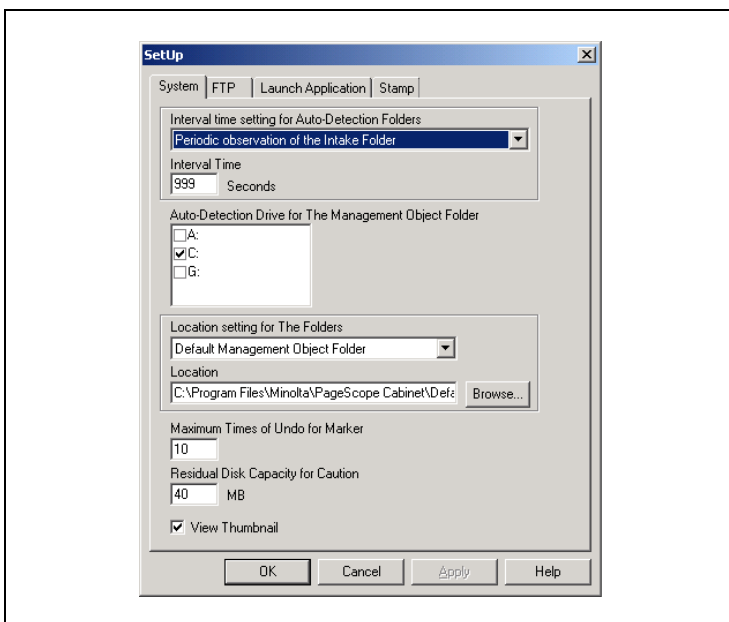 SetUp
System FTP Launch Application Stamp
Interval time setting for Auto-Detection Folders
Periodic observation of the Intake Folder
Interval Time
999 Seconds
Auto-Detection Drive for The Management Object Folder
A:
C:
G:
Location setting for The Folders
Default Management Object Folder
Location
C:\Program Files\Minolta\PageScope Cabinet\Defa Browse...
Maximum Times of Undo for Marker
10
Residual Disk Capacity for Caution
40 MB
View Thumbnail
OK Cancel Apply Help